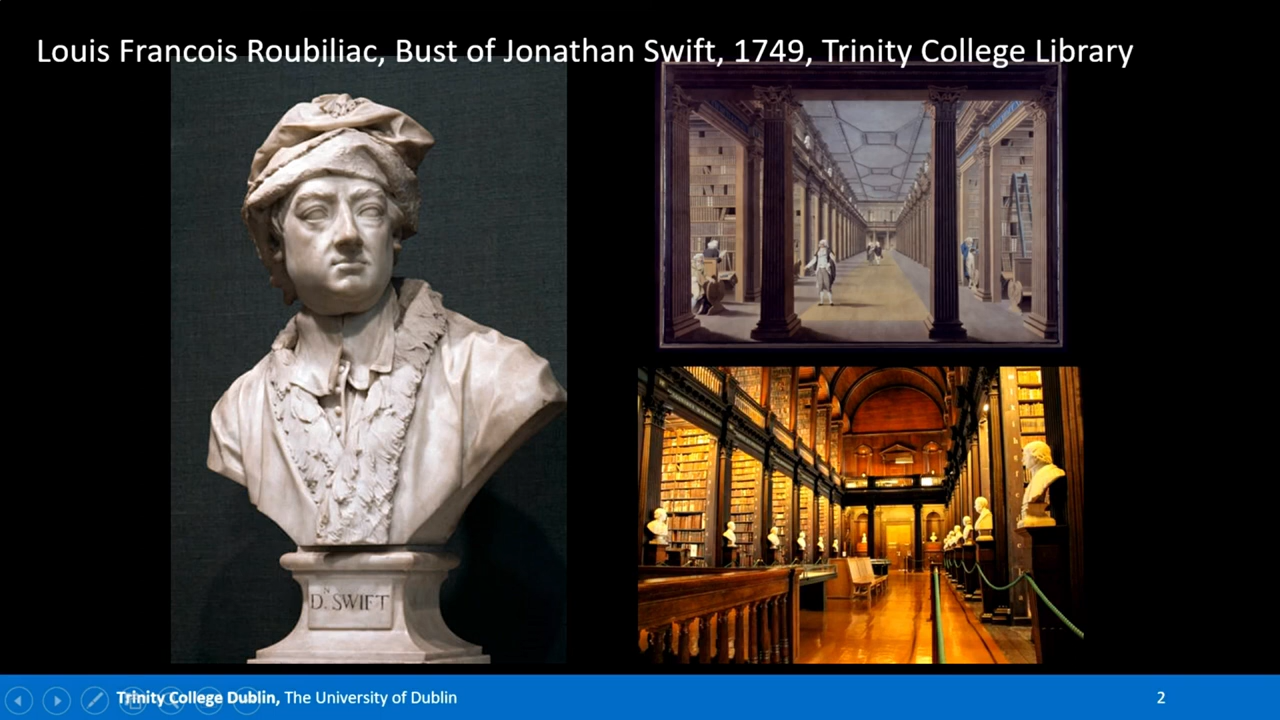 Louis Francois Roubiliac, Bust of Jonathan Swift, 1749, Trinity College Library
DN. SWIFT
Trinity College Dublin, The University of Dublin
2